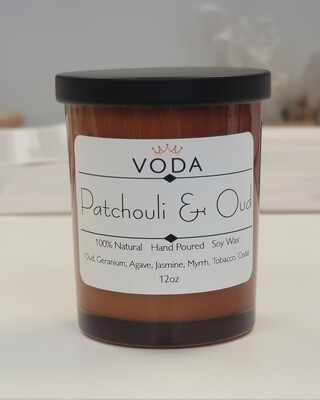 VODA
Patchouli & Oud
100% Natural Hand Poured Soy Wax
Oud, Geranium, Agave, Jasmine, Myrrh, Tobacco, Cedar
12oz